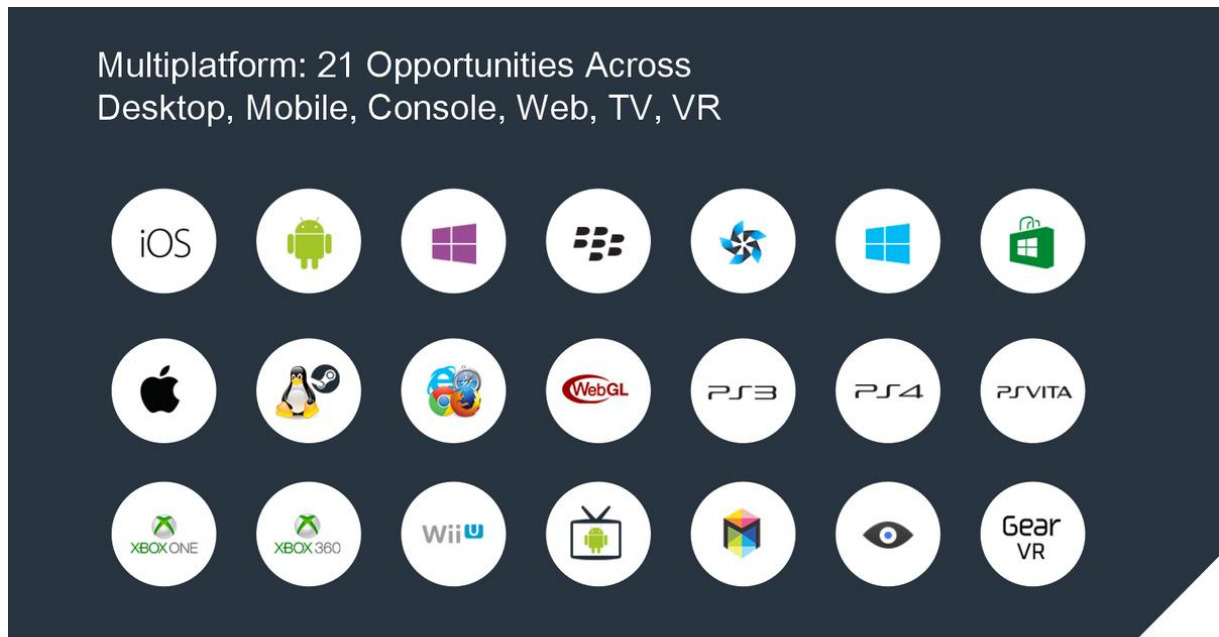 Multiplatform: 21 Opportunities Across
Desktop, Mobile, Console, Web, TV, VR
iOS
WebGL
PS3
PS4
PSVITA
XBOX ONE
XBOX 360
Wii U
Gear
VR